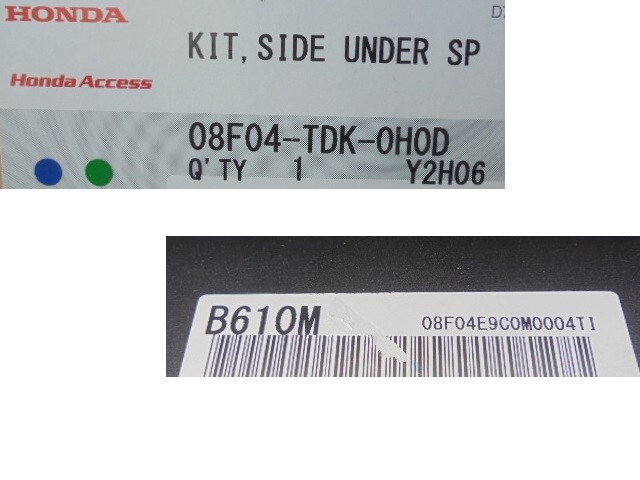 HONDA
KIT, SIDE UNDER SP
Honda Access
08F04-TDK-0H0D
Q'TY 1 Y2H06
B610M 08F04E9C0M0004TI